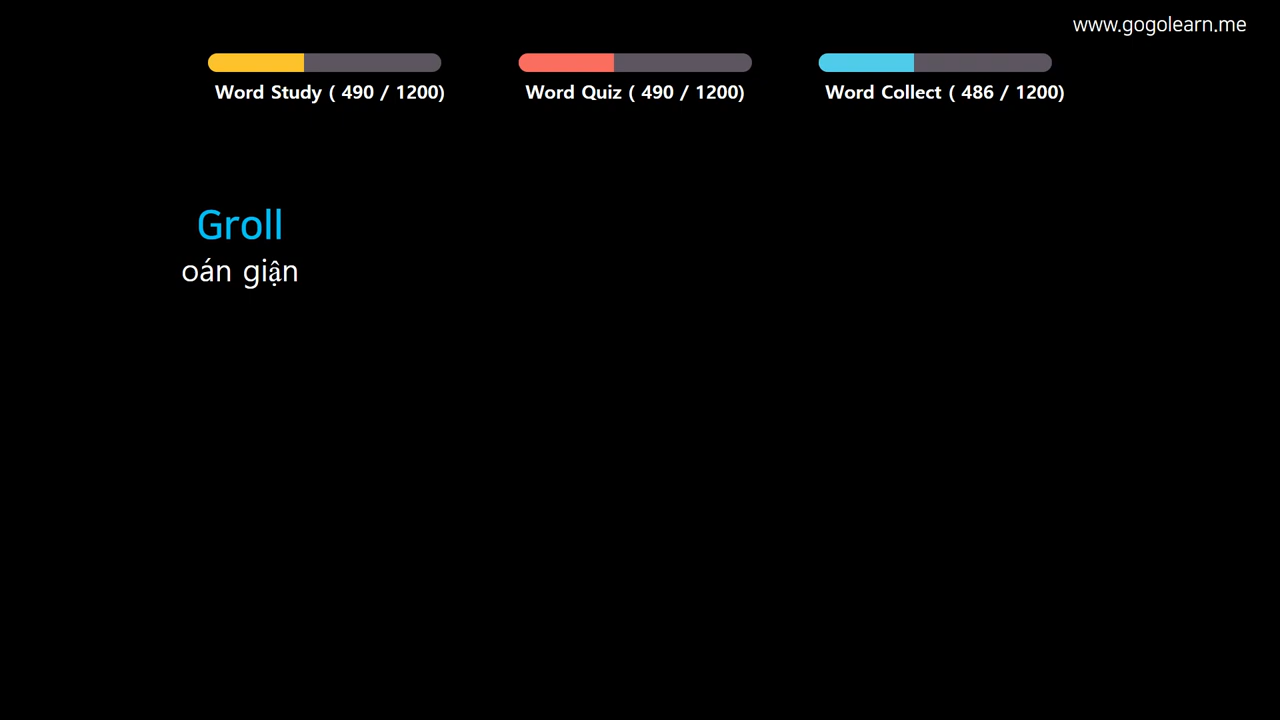 www.gogolearn.me
Word Study ( 490 / 1200)
Word Quiz ( 490 / 1200)
Word Collect ( 486 / 1200)
Groll
oán giận